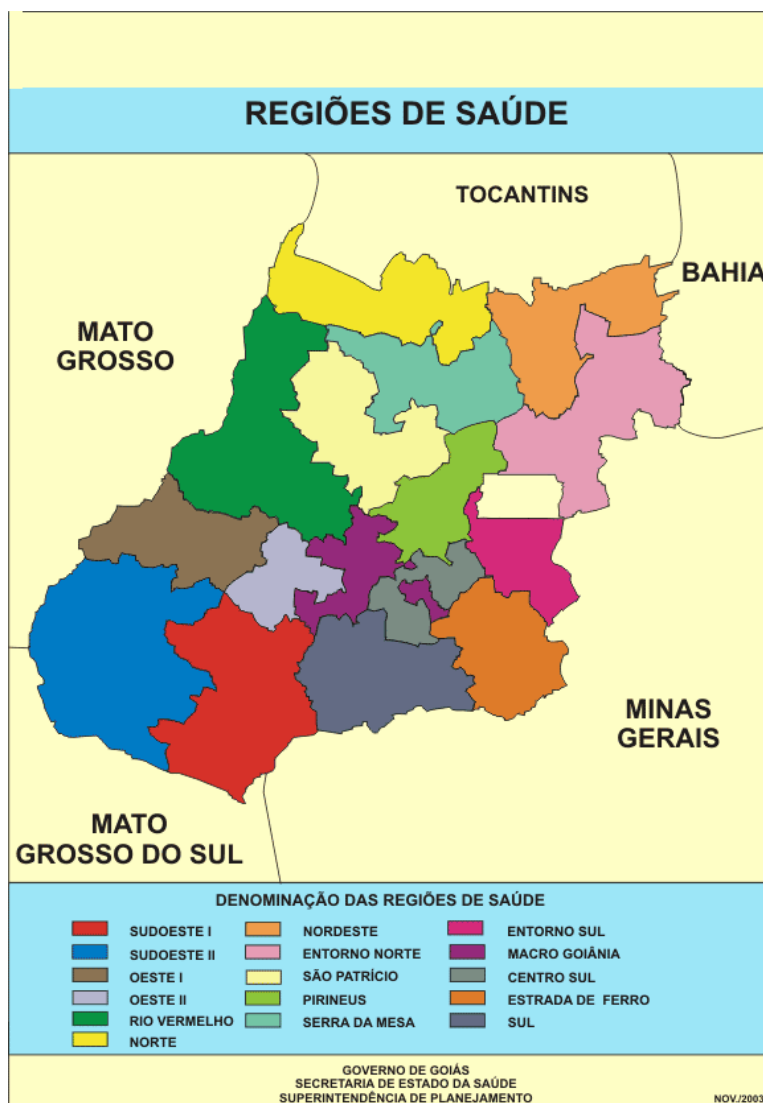 REGIÕES DE SAÚDE
TOCANTINS
BAHIA
MATO
GROSSO
MINAS
GERAIS
MATO
GROSSO DO SUL
DENOMINAÇÃO DAS REGIÕES DE SAÚDE
SUDOESTE I
SUDOESTE II
OESTE I
OESTE II
RIO VERMELHO
NORTE
NORDESTE
ENTORNO NORTE
SÃO PATRÍCIO
PIRINEUS
SERRA DA MESA
ENTORNO SUL
MACRO GOIÂNIA
CENTRO SUL
ESTRADA DE FERRO
SUL
GOVERNO DE GOIÁS
SECRETARIA DE ESTADO DA SAÚDE
SUPERINTENDÊNCIA DE PLANEJAMENTO
NOV./2003